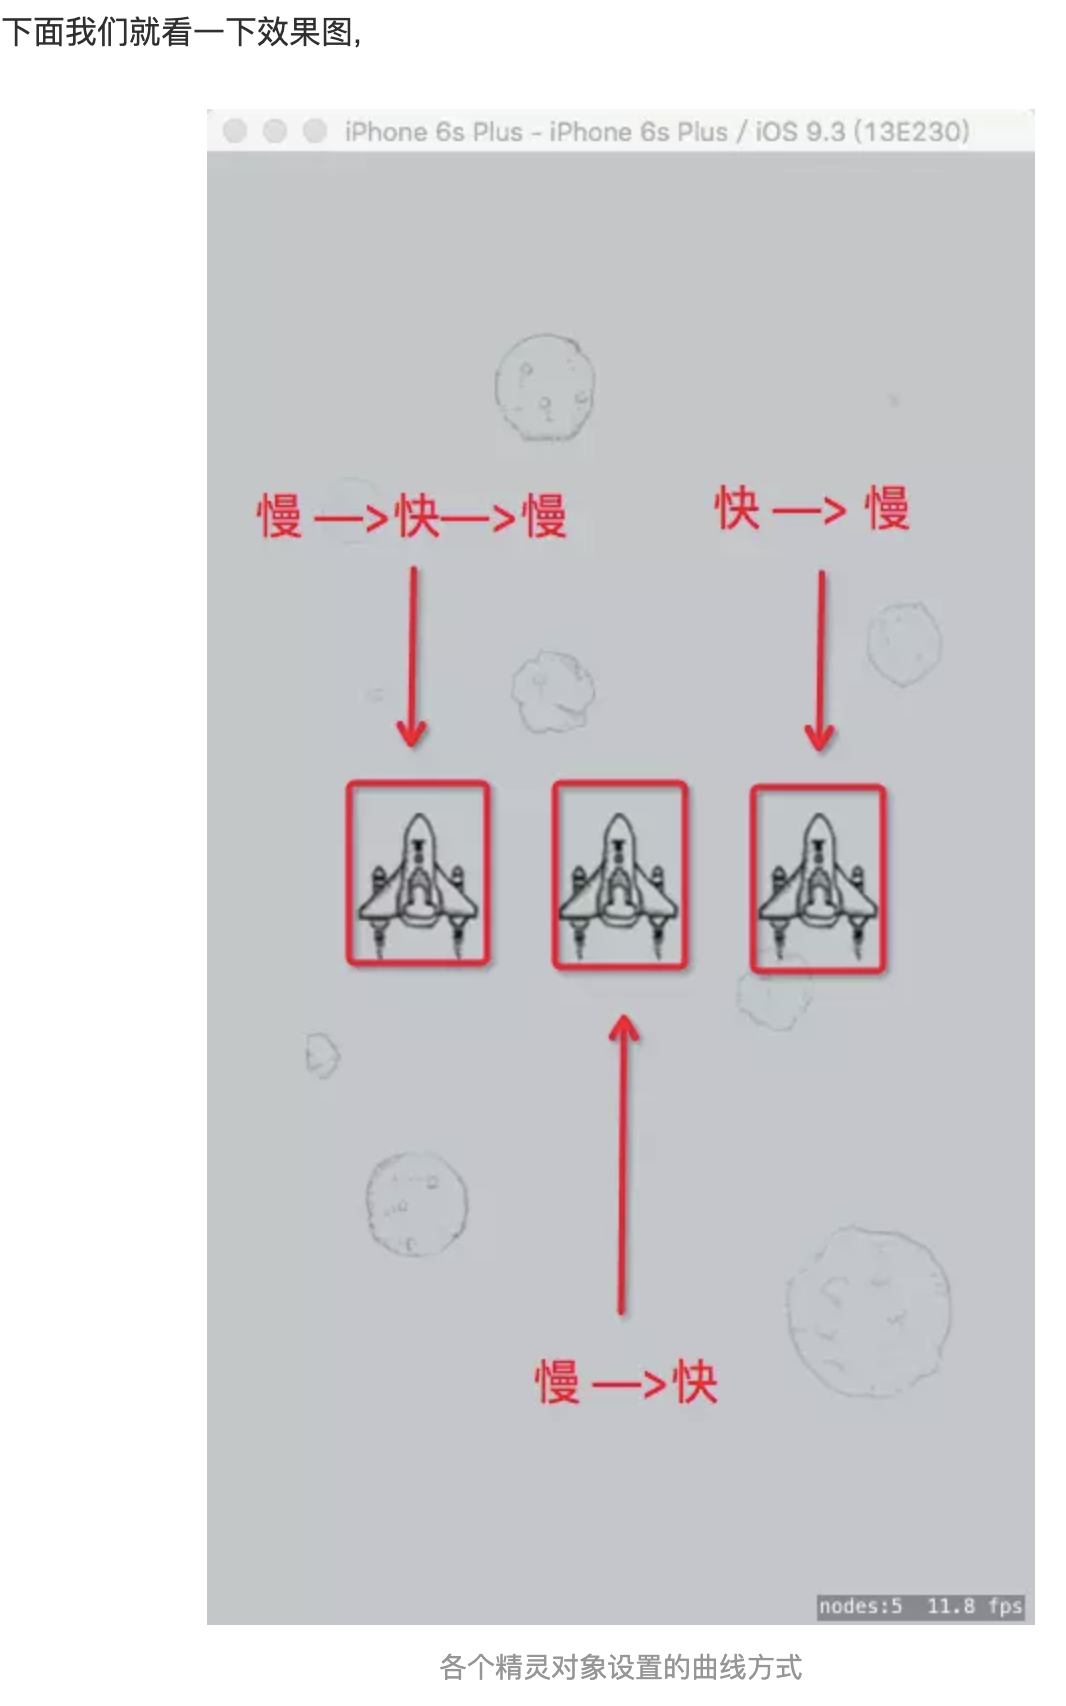 下面我们就看一下效果图,
iPhone 6s Plus - iPhone 6s Plus / iOS 9.3 (13E230)
慢 —>快—>慢
快 —> 慢
慢 —>快
nodes:5 11.8 fps
各个精灵对象设置的曲线方式